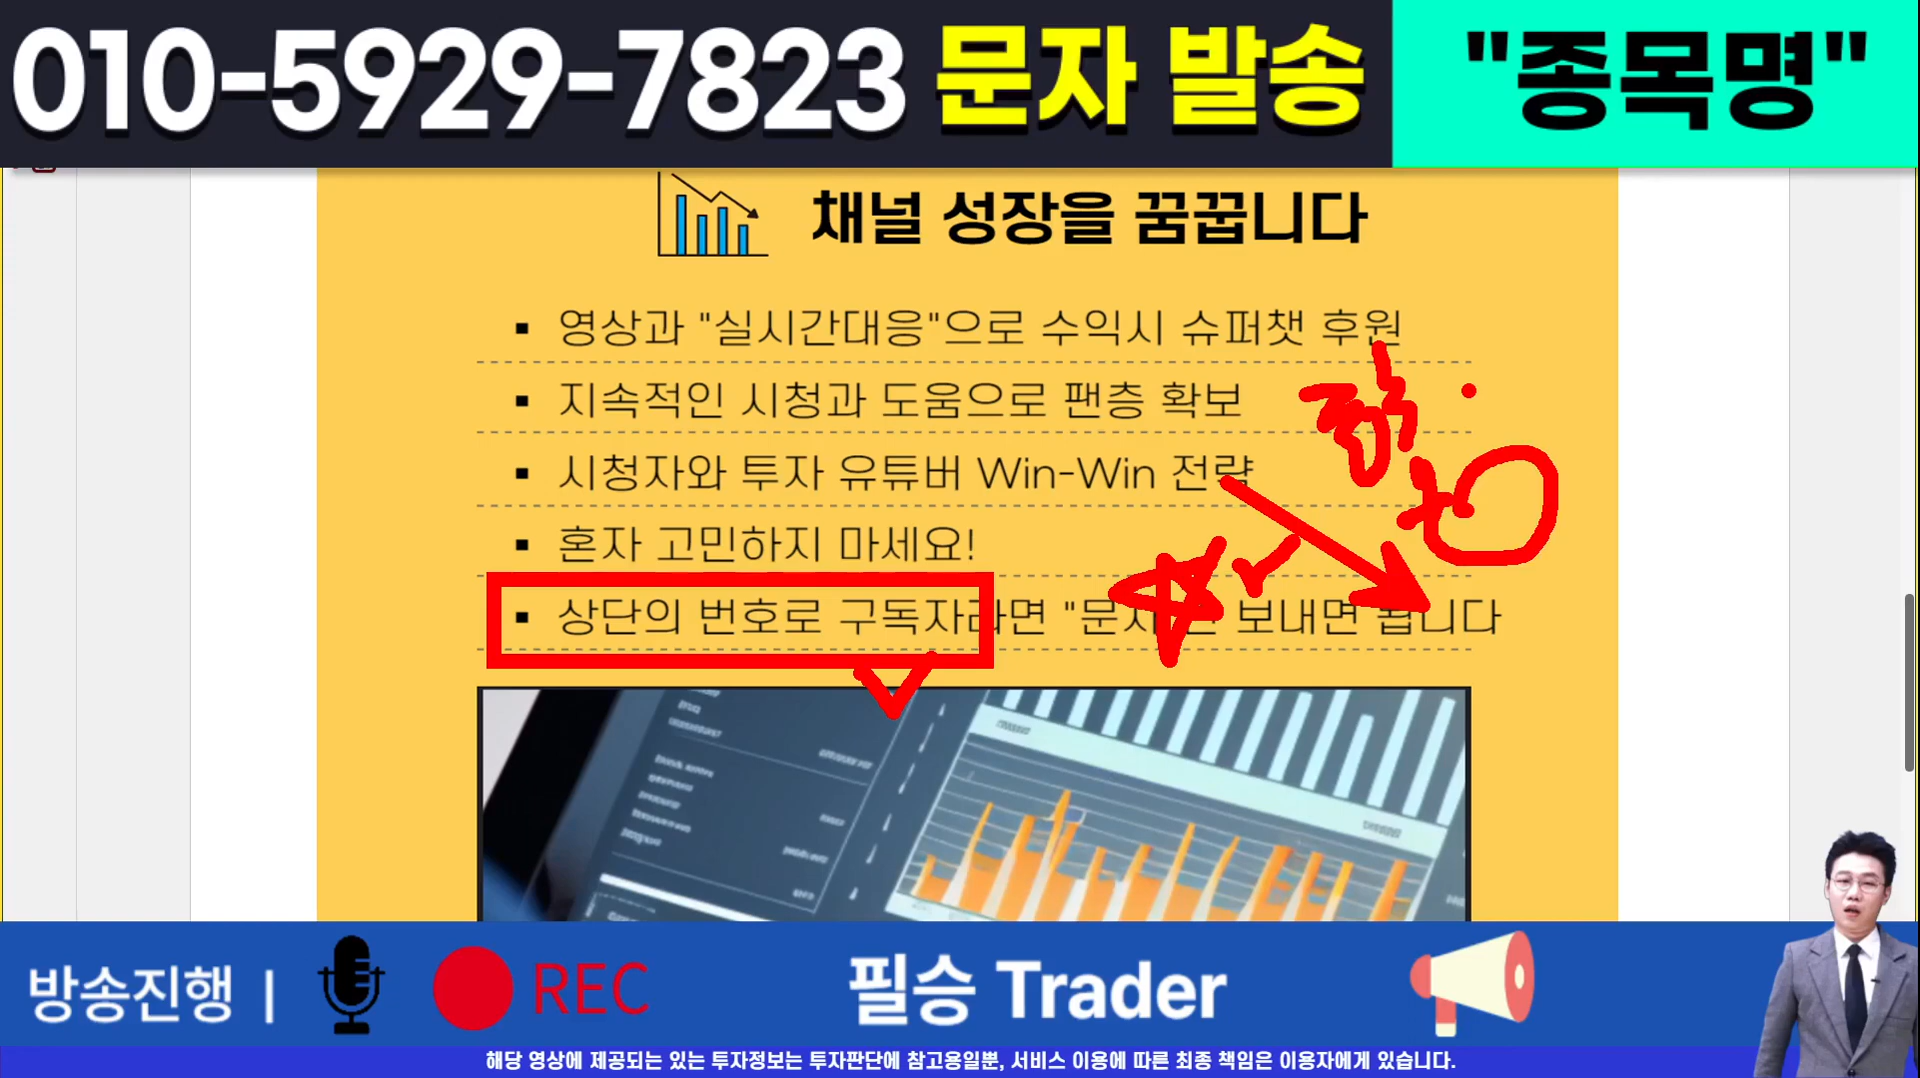 010-5929-7823 문자 발송 "종목명"
채널 성장을 꿈꿉니다
▪ 영상과 "실시간대응"으로 수익시 슈퍼챗 후원
▪ 지속적인 시청과 도움으로 팬층 확보
▪ 시청자와 투자 유튜버 Win-Win 전략
▪ 혼자 고민하지 마세요!
▪ 상단의 번호로 구독자라면 "문자" 보내면 됩니다
방송진행 | REC 필승 Trader
해당 영상에 제공되는 있는 투자정보는 투자판단에 참고용일뿐, 서비스 이용에 따른 최종 책임은 이용자에게 있습니다.